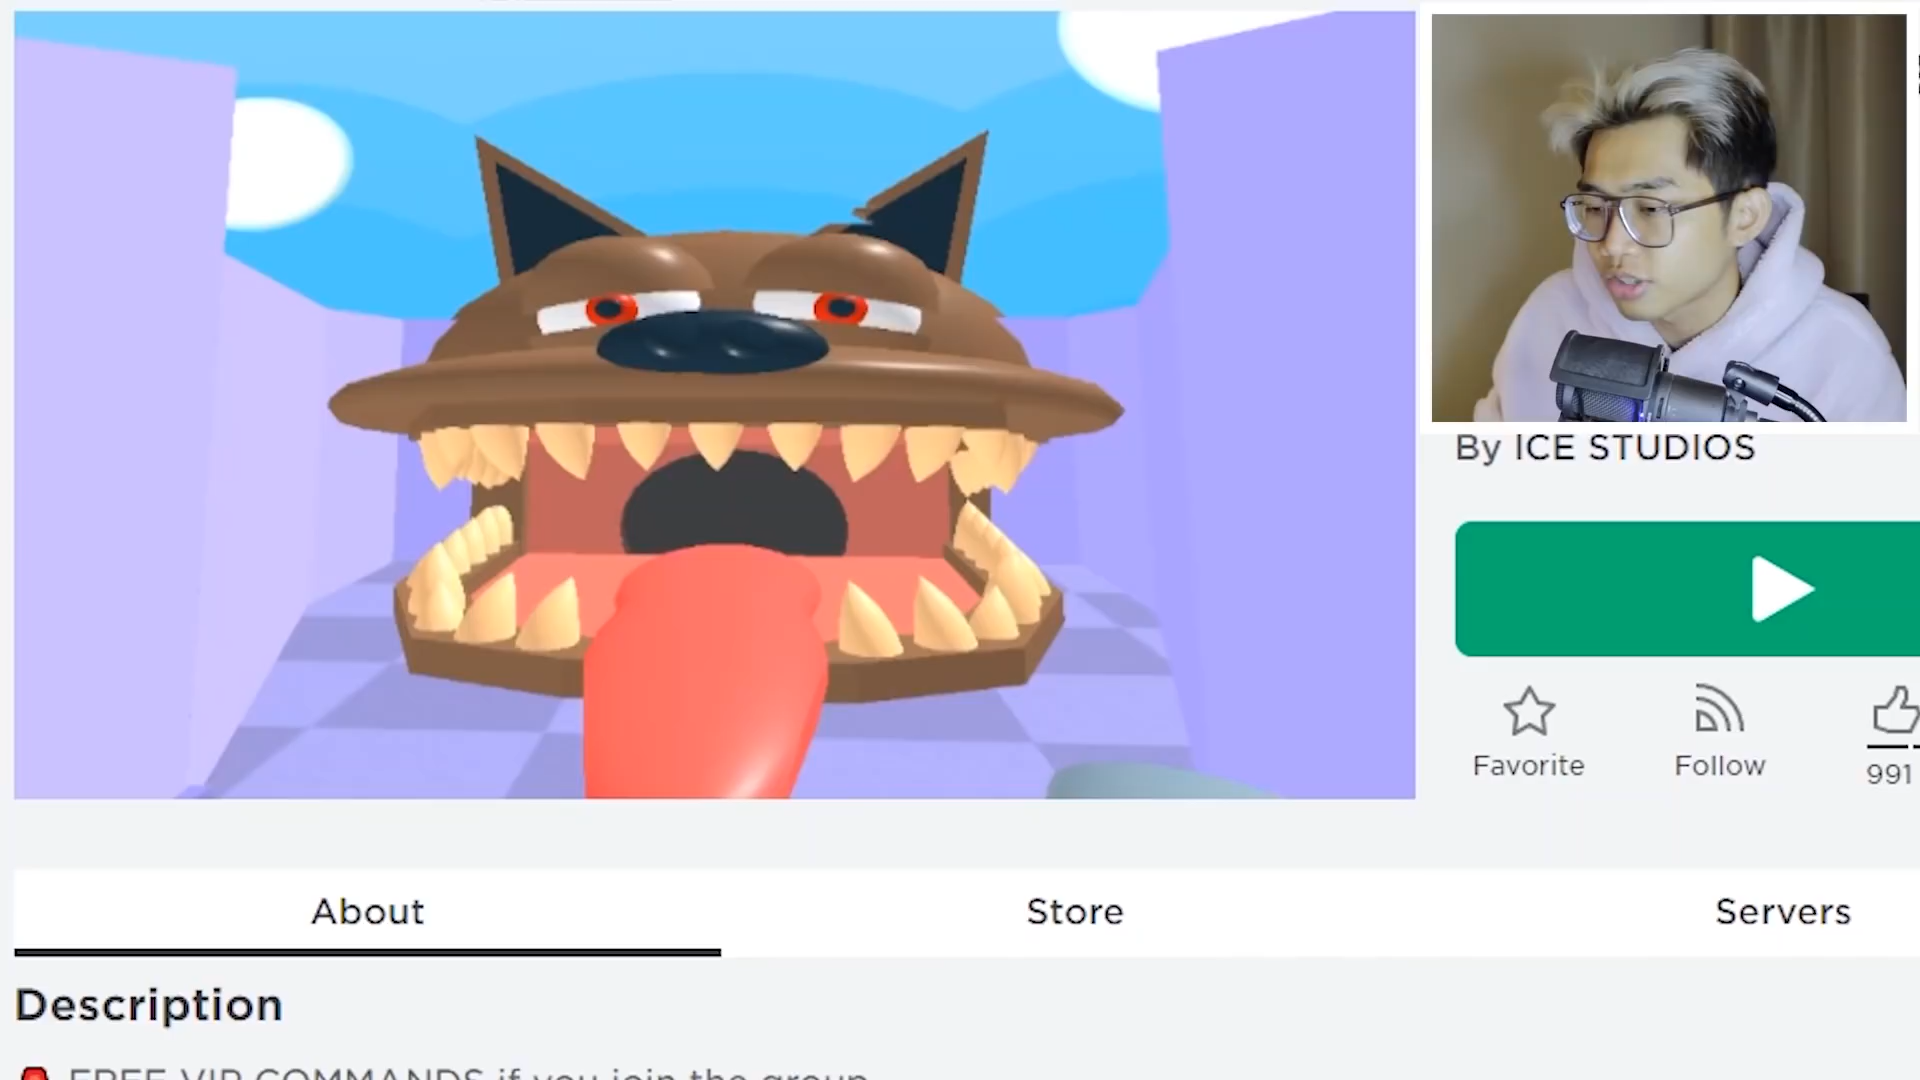 By ICE STUDIOS
Favorite
Follow
991
About
Store
Servers
Description
FREE VIP COMMANDS if you join the group